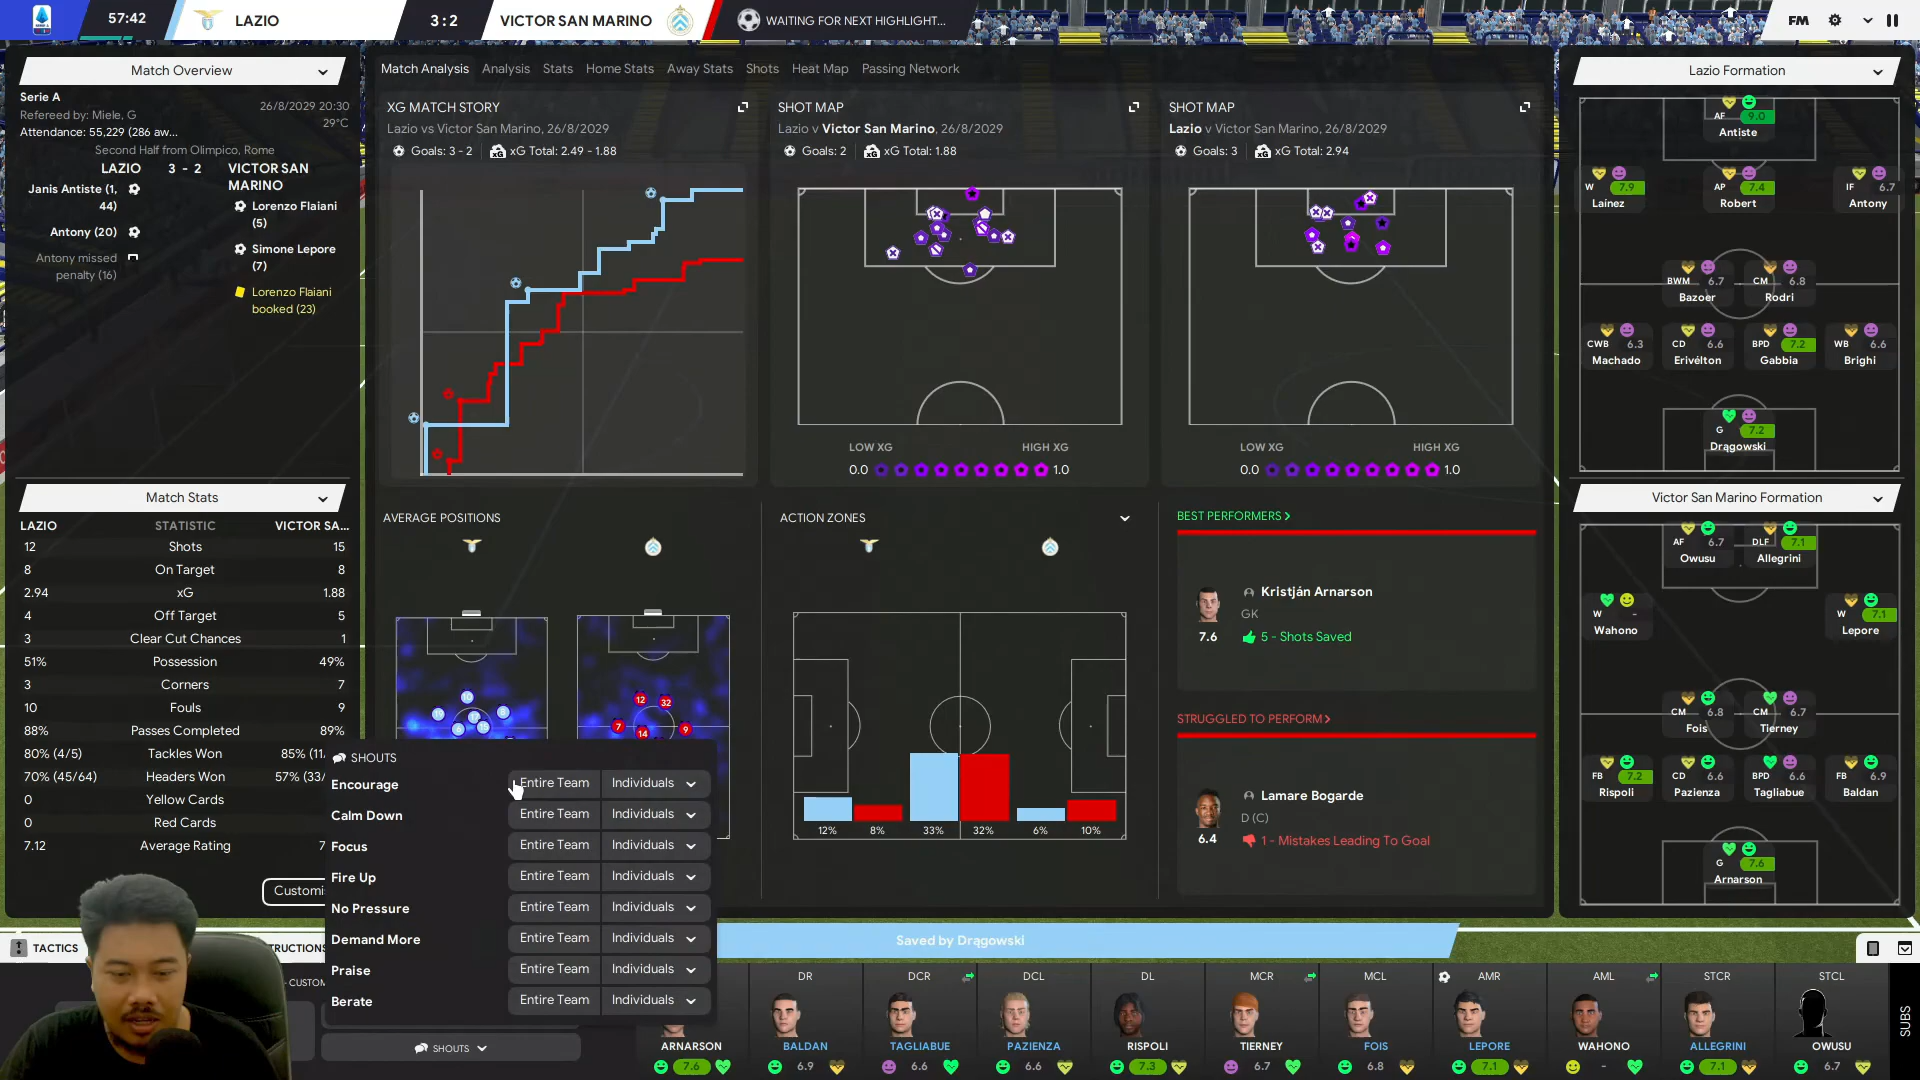 57:42
LAZIO
3 : 2
VICTOR SAN MARINO
WAITING FOR NEXT HIGHLIGHT...
FM
Match Overview
Serie A
26/8/2029 20:30
Refereed by: Miele, G
29°C
Attendance: 55,229 (286 aw...
Second Half from Olimpico, Rome
LAZIO
3 - 2
VICTOR SAN
MARINO
Janis Antiste (1,
44)
Lorenzo Flaiani
(5)
Antony (20)
Simone Lepore
(7)
Antony missed
penalty (16)
Lorenzo Flaiani
booked (23)
Match Stats
LAZIO STATISTIC VICTOR SA...
12 Shots 15
8 On Target 8
2.94 xG 1.88
4 Off Target 5
3 Clear Cut Chances 1
51% Possession 49%
3 Corners 7
10 Fouls 9
88% Passes Completed 89%
80% (4/5) Tackles Won 85% (11/
70% (45/64) Headers Won 57% (33/
0 Yellow Cards
0 Red Cards
7.12 Average Rating 7
Customi
Match Analysis Analysis Stats Home Stats Away Stats Shots Heat Map Passing Network
XG MATCH STORY
Lazio vs Victor San Marino, 26/8/2029
Goals: 3 - 2 xG Total: 2.49 - 1.88
SHOT MAP
Lazio v Victor San Marino, 26/8/2029
Goals: 2 xG Total: 1.88
LOW XG HIGH XG
0.0 1.0
SHOT MAP
Lazio v Victor San Marino, 26/8/2029
Goals: 3 xG Total: 2.94
LOW XG HIGH XG
0.0 1.0
AVERAGE POSITIONS
12 32
7 9
14
ACTION ZONES
12% 8% 33% 32% 6% 10%
BEST PERFORMERS >
Kristján Arnarson
GK
7.6 5 - Shots Saved
STRUGGLED TO PERFORM >
Lamare Bogarde
D (C)
6.4 1 - Mistakes Leading To Goal
Lazio Formation
AF 9.0
Antiste
W 7.9 AP 7.4 IF 6.7
Laínez Robert Antony
BWM 6.7 CM 6.8
Bazoer Rodri
CWB 6.3 CD 6.6 BPD 7.2 WB 6.6
Machado Erivélton Gabbia Brighi
G 7.2
Drągowski
Victor San Marino Formation
AF 6.7 DLF 7.1
Owusu Allegrini
W - W 7.1
Wahono Lepore
CM 6.8 CM 6.7
Fois Tierney
FB 7.2 CD 6.6 BPD 6.6 FB 6.9
Rispoli Pazienza Tagliabue Baldan
G 7.6
Arnarson
SHOUTS
Encourage Entire Team Individuals
Calm Down Entire Team Individuals
Focus Entire Team Individuals
Fire Up Entire Team Individuals
No Pressure Entire Team Individuals
Demand More Entire Team Individuals
Praise Entire Team Individuals
Berate Entire Team Individuals
SHOUTS
Saved by Drągowski
TACTICS
TRUCTIONS
- CUSTOM
DR DCR DCL DL MCR MCL AMR AML STCR STCL
ARNARSON BALDAN TAGLIABUE PAZIENZA RISPOLI TIERNEY FOIS LEPORE WAHONO ALLEGRINI OWUSU
7.6 6.9 6.6 6.6 7.3 6.7 6.8 7.1 - 7.1 6.7
SUBS